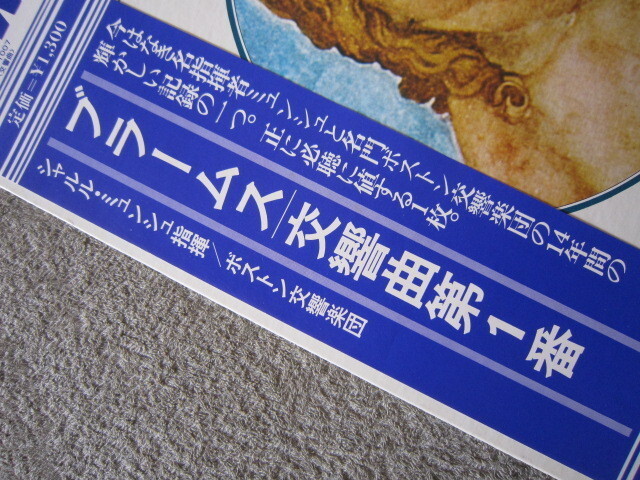 今はなき名指揮者ミュンシュと名門ボストン交響楽団の14年間の
輝かしい記録の一つ。正に必聴に値する1枚。
ブラームス/交響曲第1番
シャルル・ミュンシュ指揮/ボストン交響楽団
定価=¥1,300